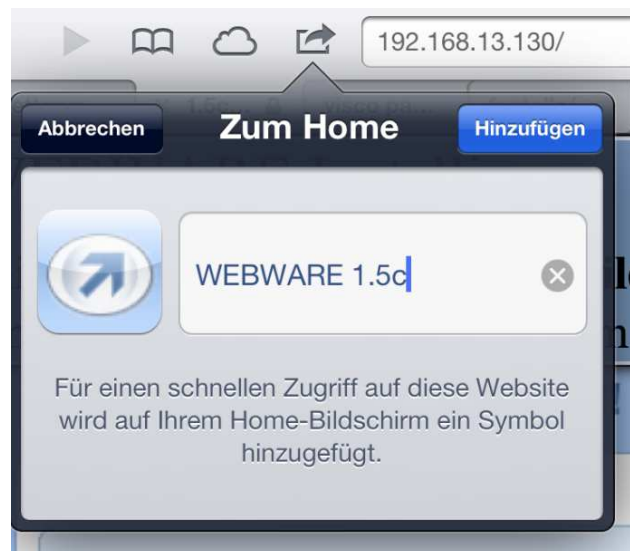 192.168.13.130/
Abbrechen
Zum Home
Hinzufügen
WEBWARE 1.5c
Für einen schnellen Zugriff auf diese Website
wird auf Ihrem Home-Bildschirm ein Symbol
hinzugefügt.